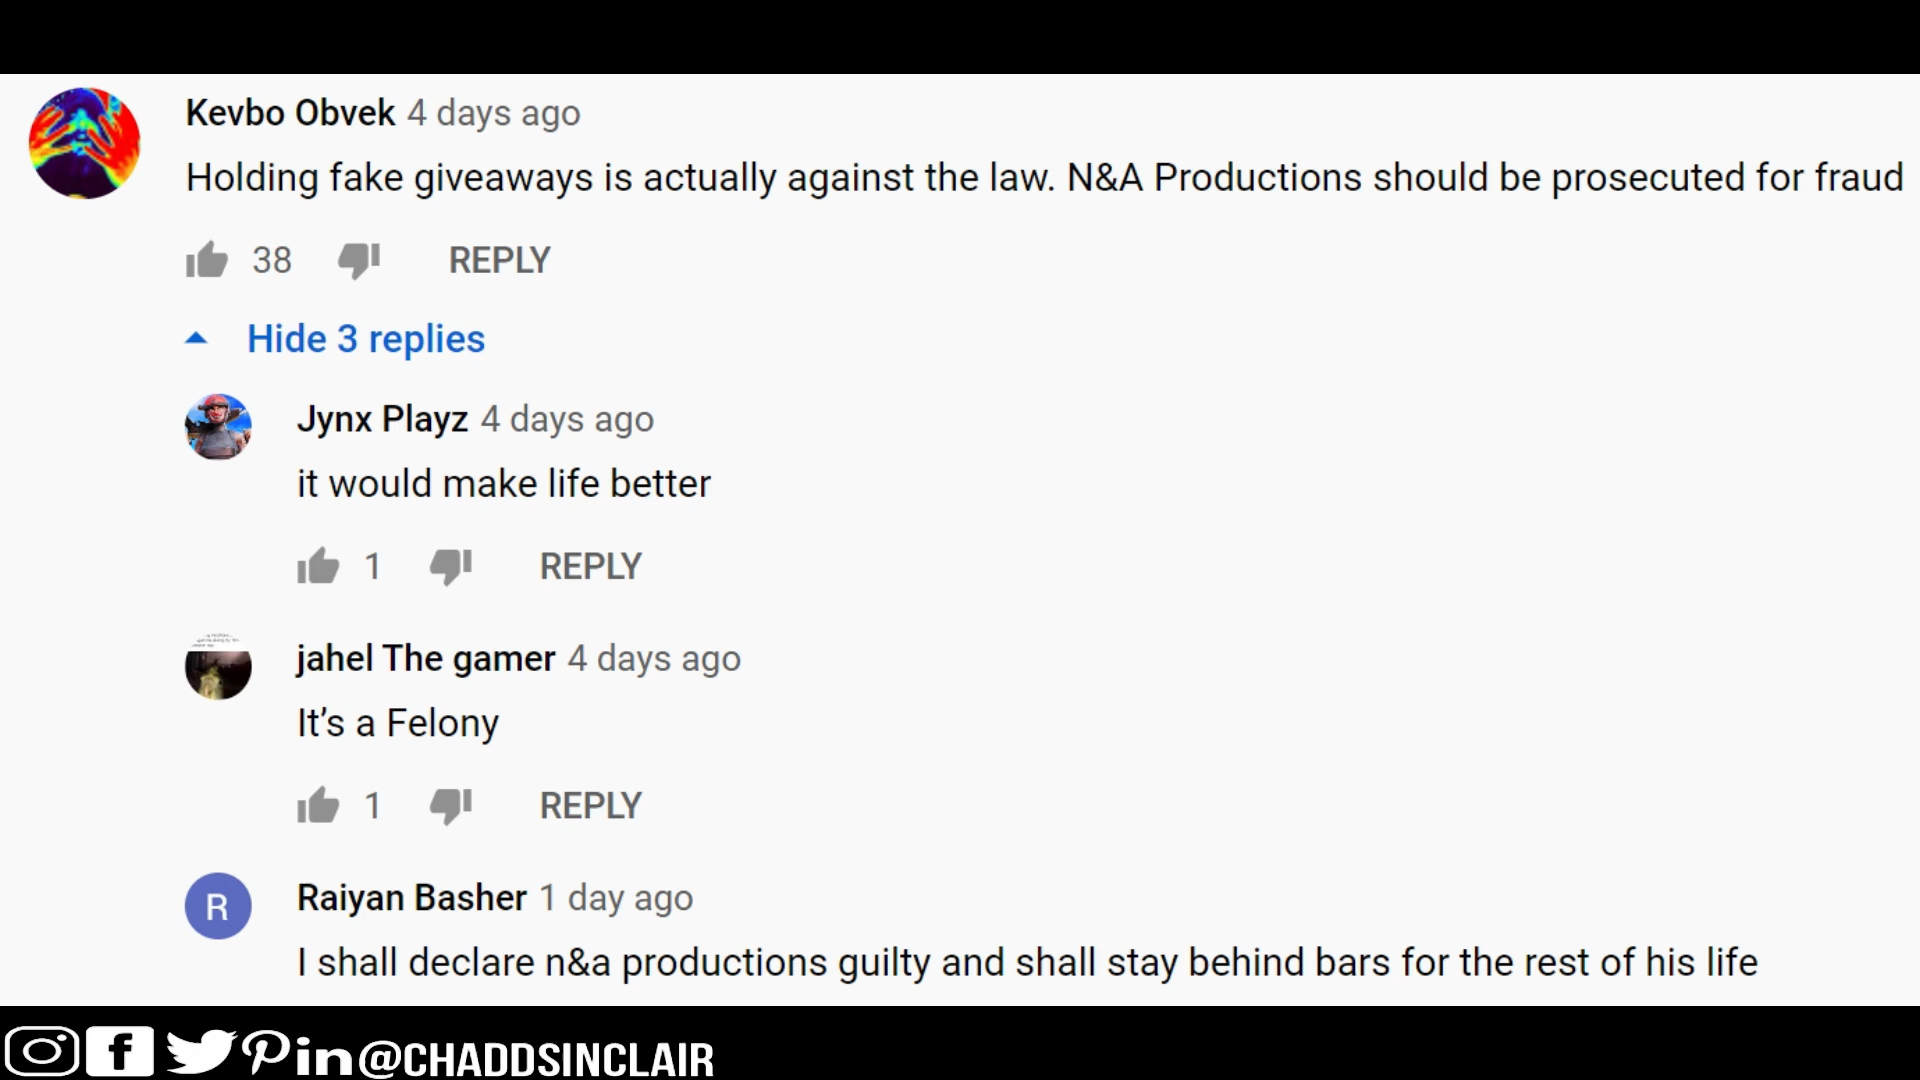 Kevbo Obvek 4 days ago
Holding fake giveaways is actually against the law. N&A Productions should be prosecuted for fraud
38 REPLY
Hide 3 replies
Jynx Playz 4 days ago
it would make life better
1 REPLY
jahel The gamer 4 days ago
It’s a Felony
1 REPLY
R
Raiyan Basher 1 day ago
I shall declare n&a productions guilty and shall stay behind bars for the rest of his life
@CHADDSINCLAIR